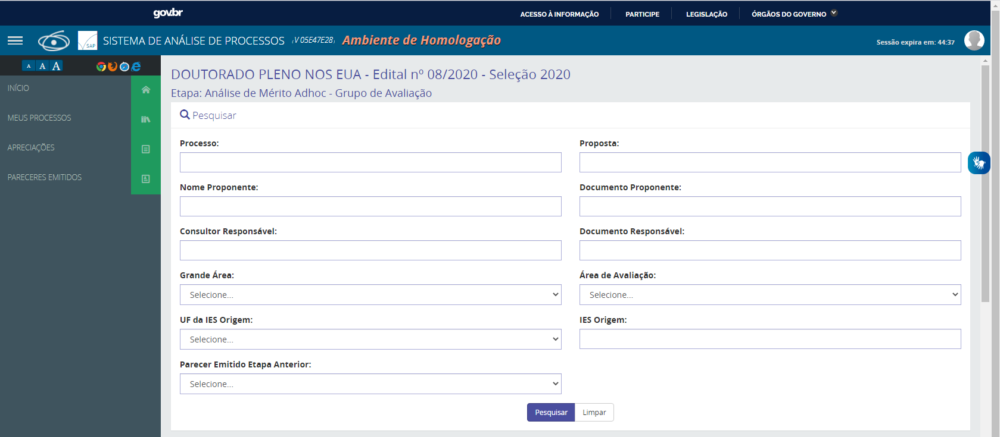 gov.br
ACESSO À INFORMAÇÃO
PARTICIPE
LEGISLAÇÃO
ÓRGÃOS DO GOVERNO
SAP
SISTEMA DE ANÁLISE DE PROCESSOS (V 05E47E28) Ambiente de Homologação
Sessão expira em: 44:37
A A A
INÍCIO
MEUS PROCESSOS
APRECIAÇÕES
PARECERES EMITIDOS
DOUTORADO PLENO NOS EUA - Edital nº 08/2020 - Seleção 2020
Etapa: Análise de Mérito Adhoc - Grupo de Avaliação
Pesquisar
Processo:
Proposta:
Nome Proponente:
Documento Proponente:
Consultor Responsável:
Documento Responsável:
Grande Área:
Selecione...
Área de Avaliação:
Selecione...
UF da IES Origem:
Selecione...
IES Origem:
Parecer Emitido Etapa Anterior:
Selecione...
Pesquisar
Limpar